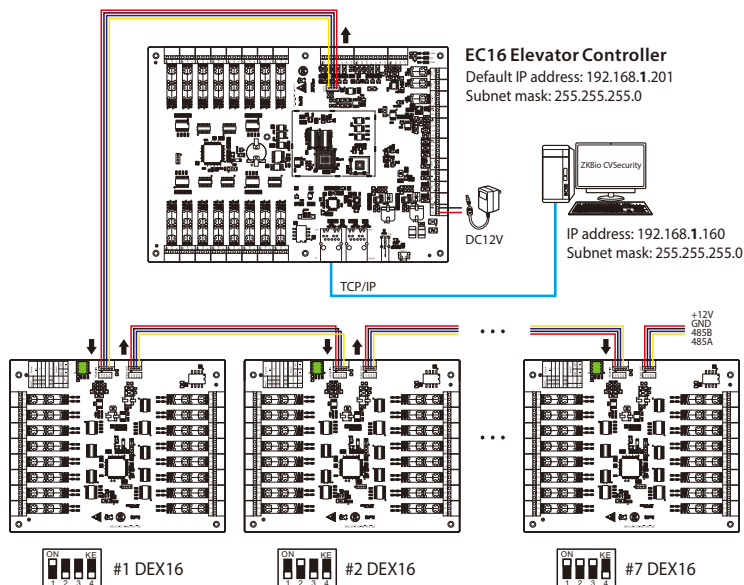 EC16 Elevator Controller
Default IP address: 192.168.1.201
Subnet mask: 255.255.255.0
ZKBio CVSecurity
DC12V
IP address: 192.168.1.160
Subnet mask: 255.255.255.0
TCP/IP
+12V
GND
485B
485A
ON KE
1 2 3 4
#1 DEX16
ON KE
1 2 3 4
#2 DEX16
ON KE
1 2 3 4
#7 DEX16